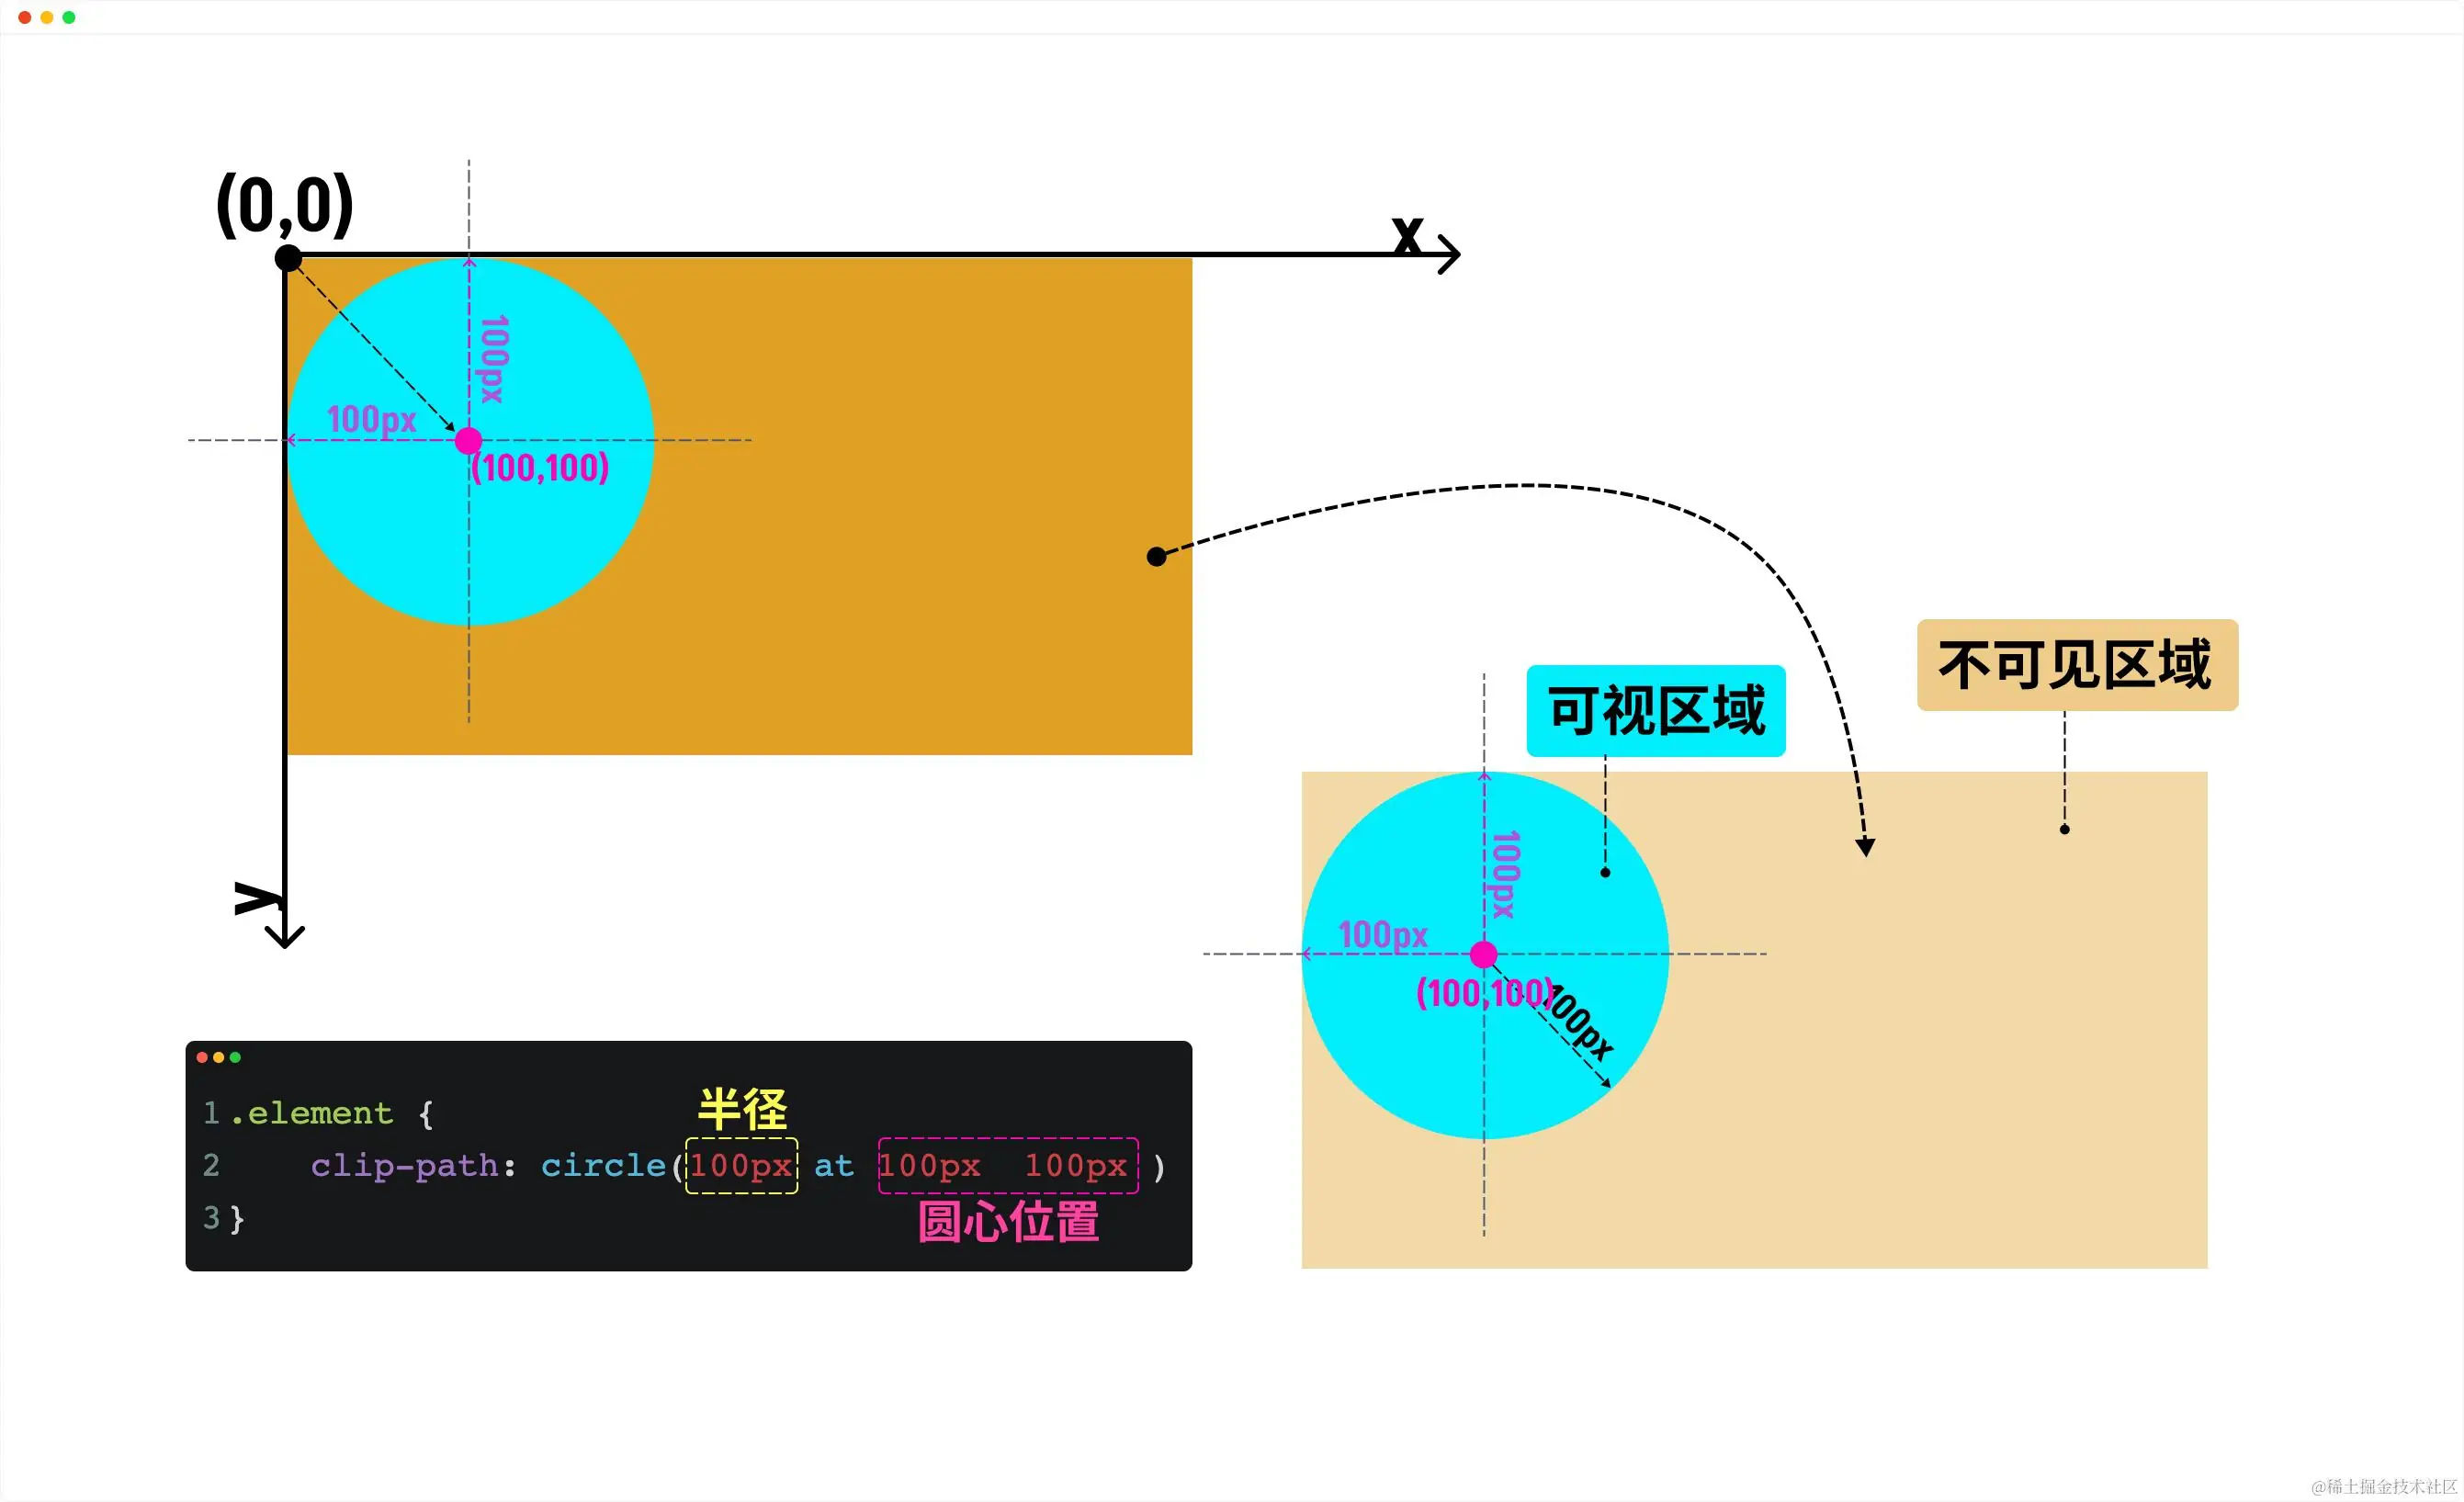 (0,0)
x
100px
100px
(100,100)
y
不可见区域
可视区域
100px
100px
(100,100)
100px
半径
1 .element {
2 clip-path: circle(100px at 100px 100px )
3 }
圆心位置
@稀土掘金技术社区